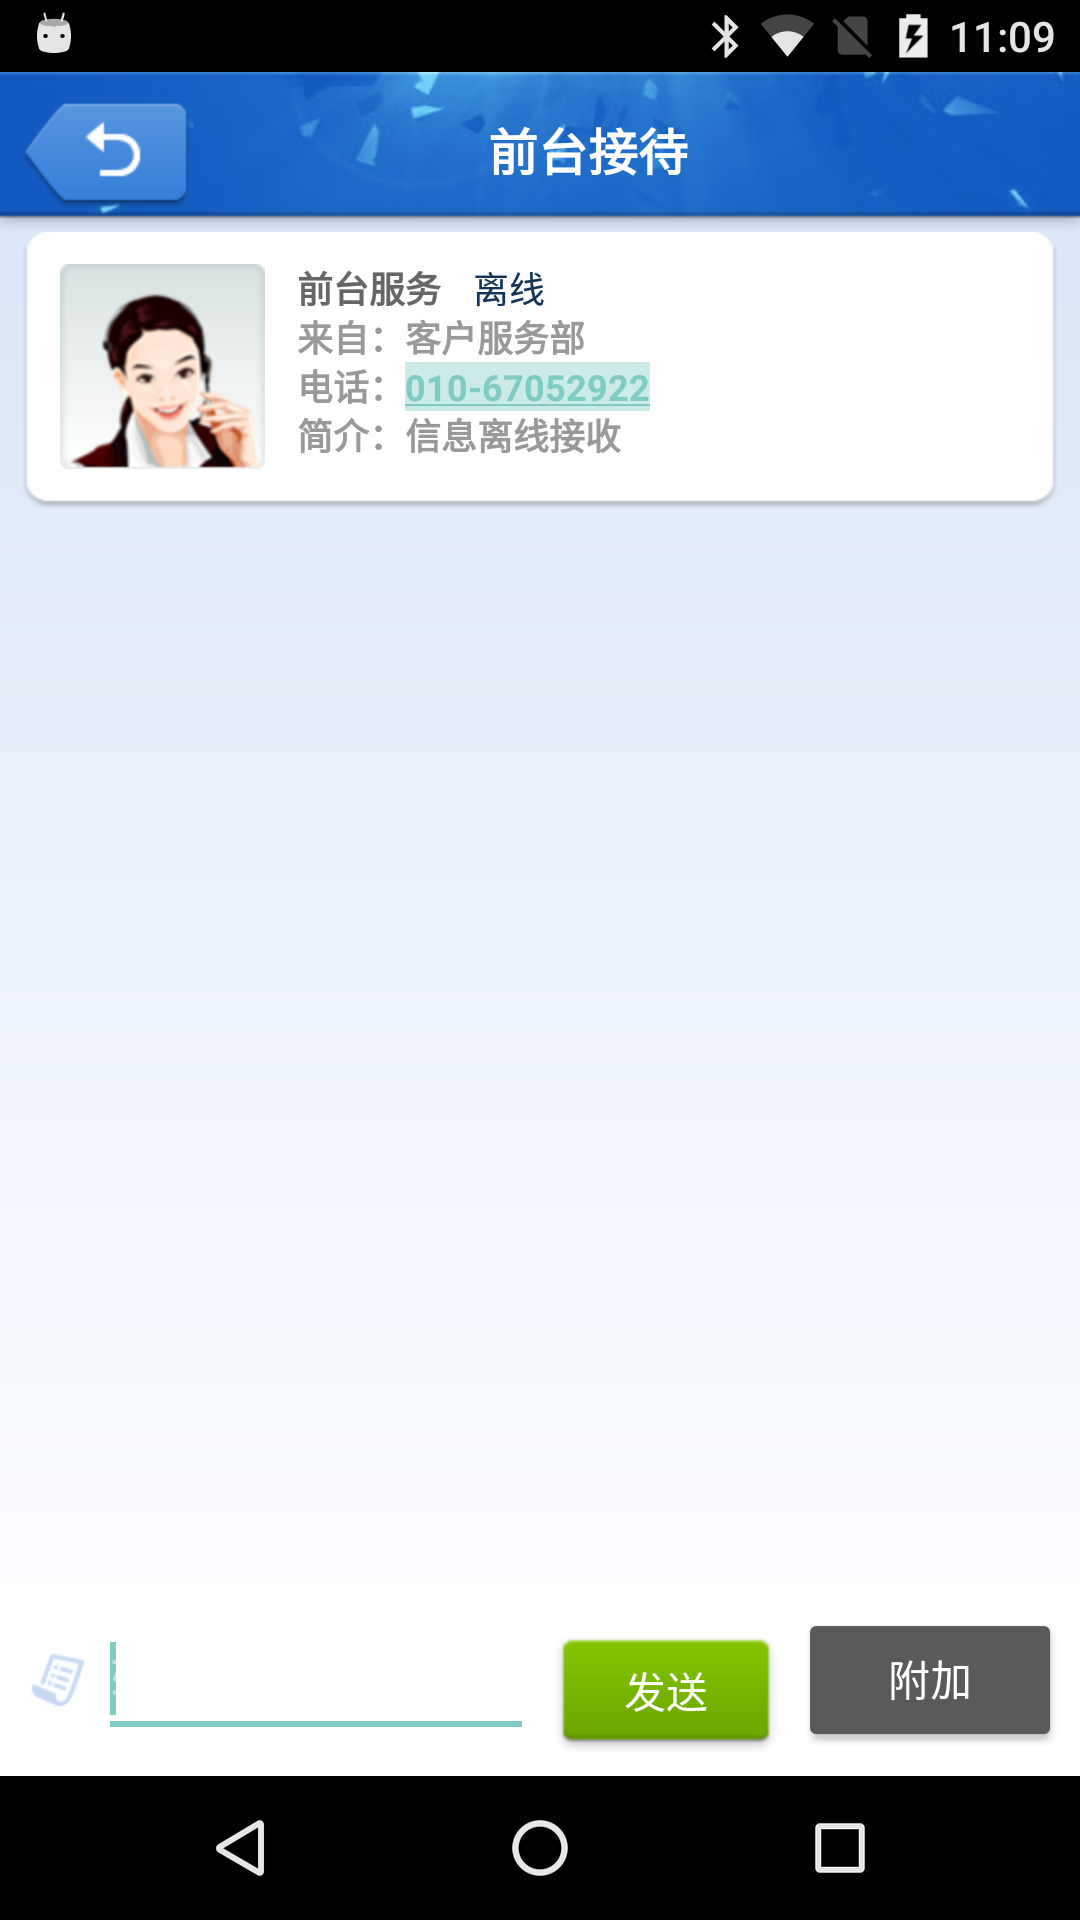 11:09
前台接待
前台服务 离线
来自：客户服务部
电话：010-67052922
简介：信息离线接收
发送
附加